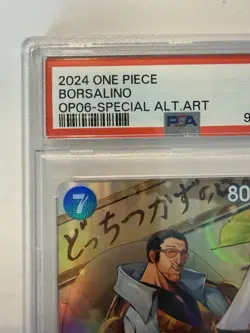 2024 ONE PIECE
BORSALINO
OP06-SPECIAL ALT.ART 9
PSA
7 80
どっちつかずの